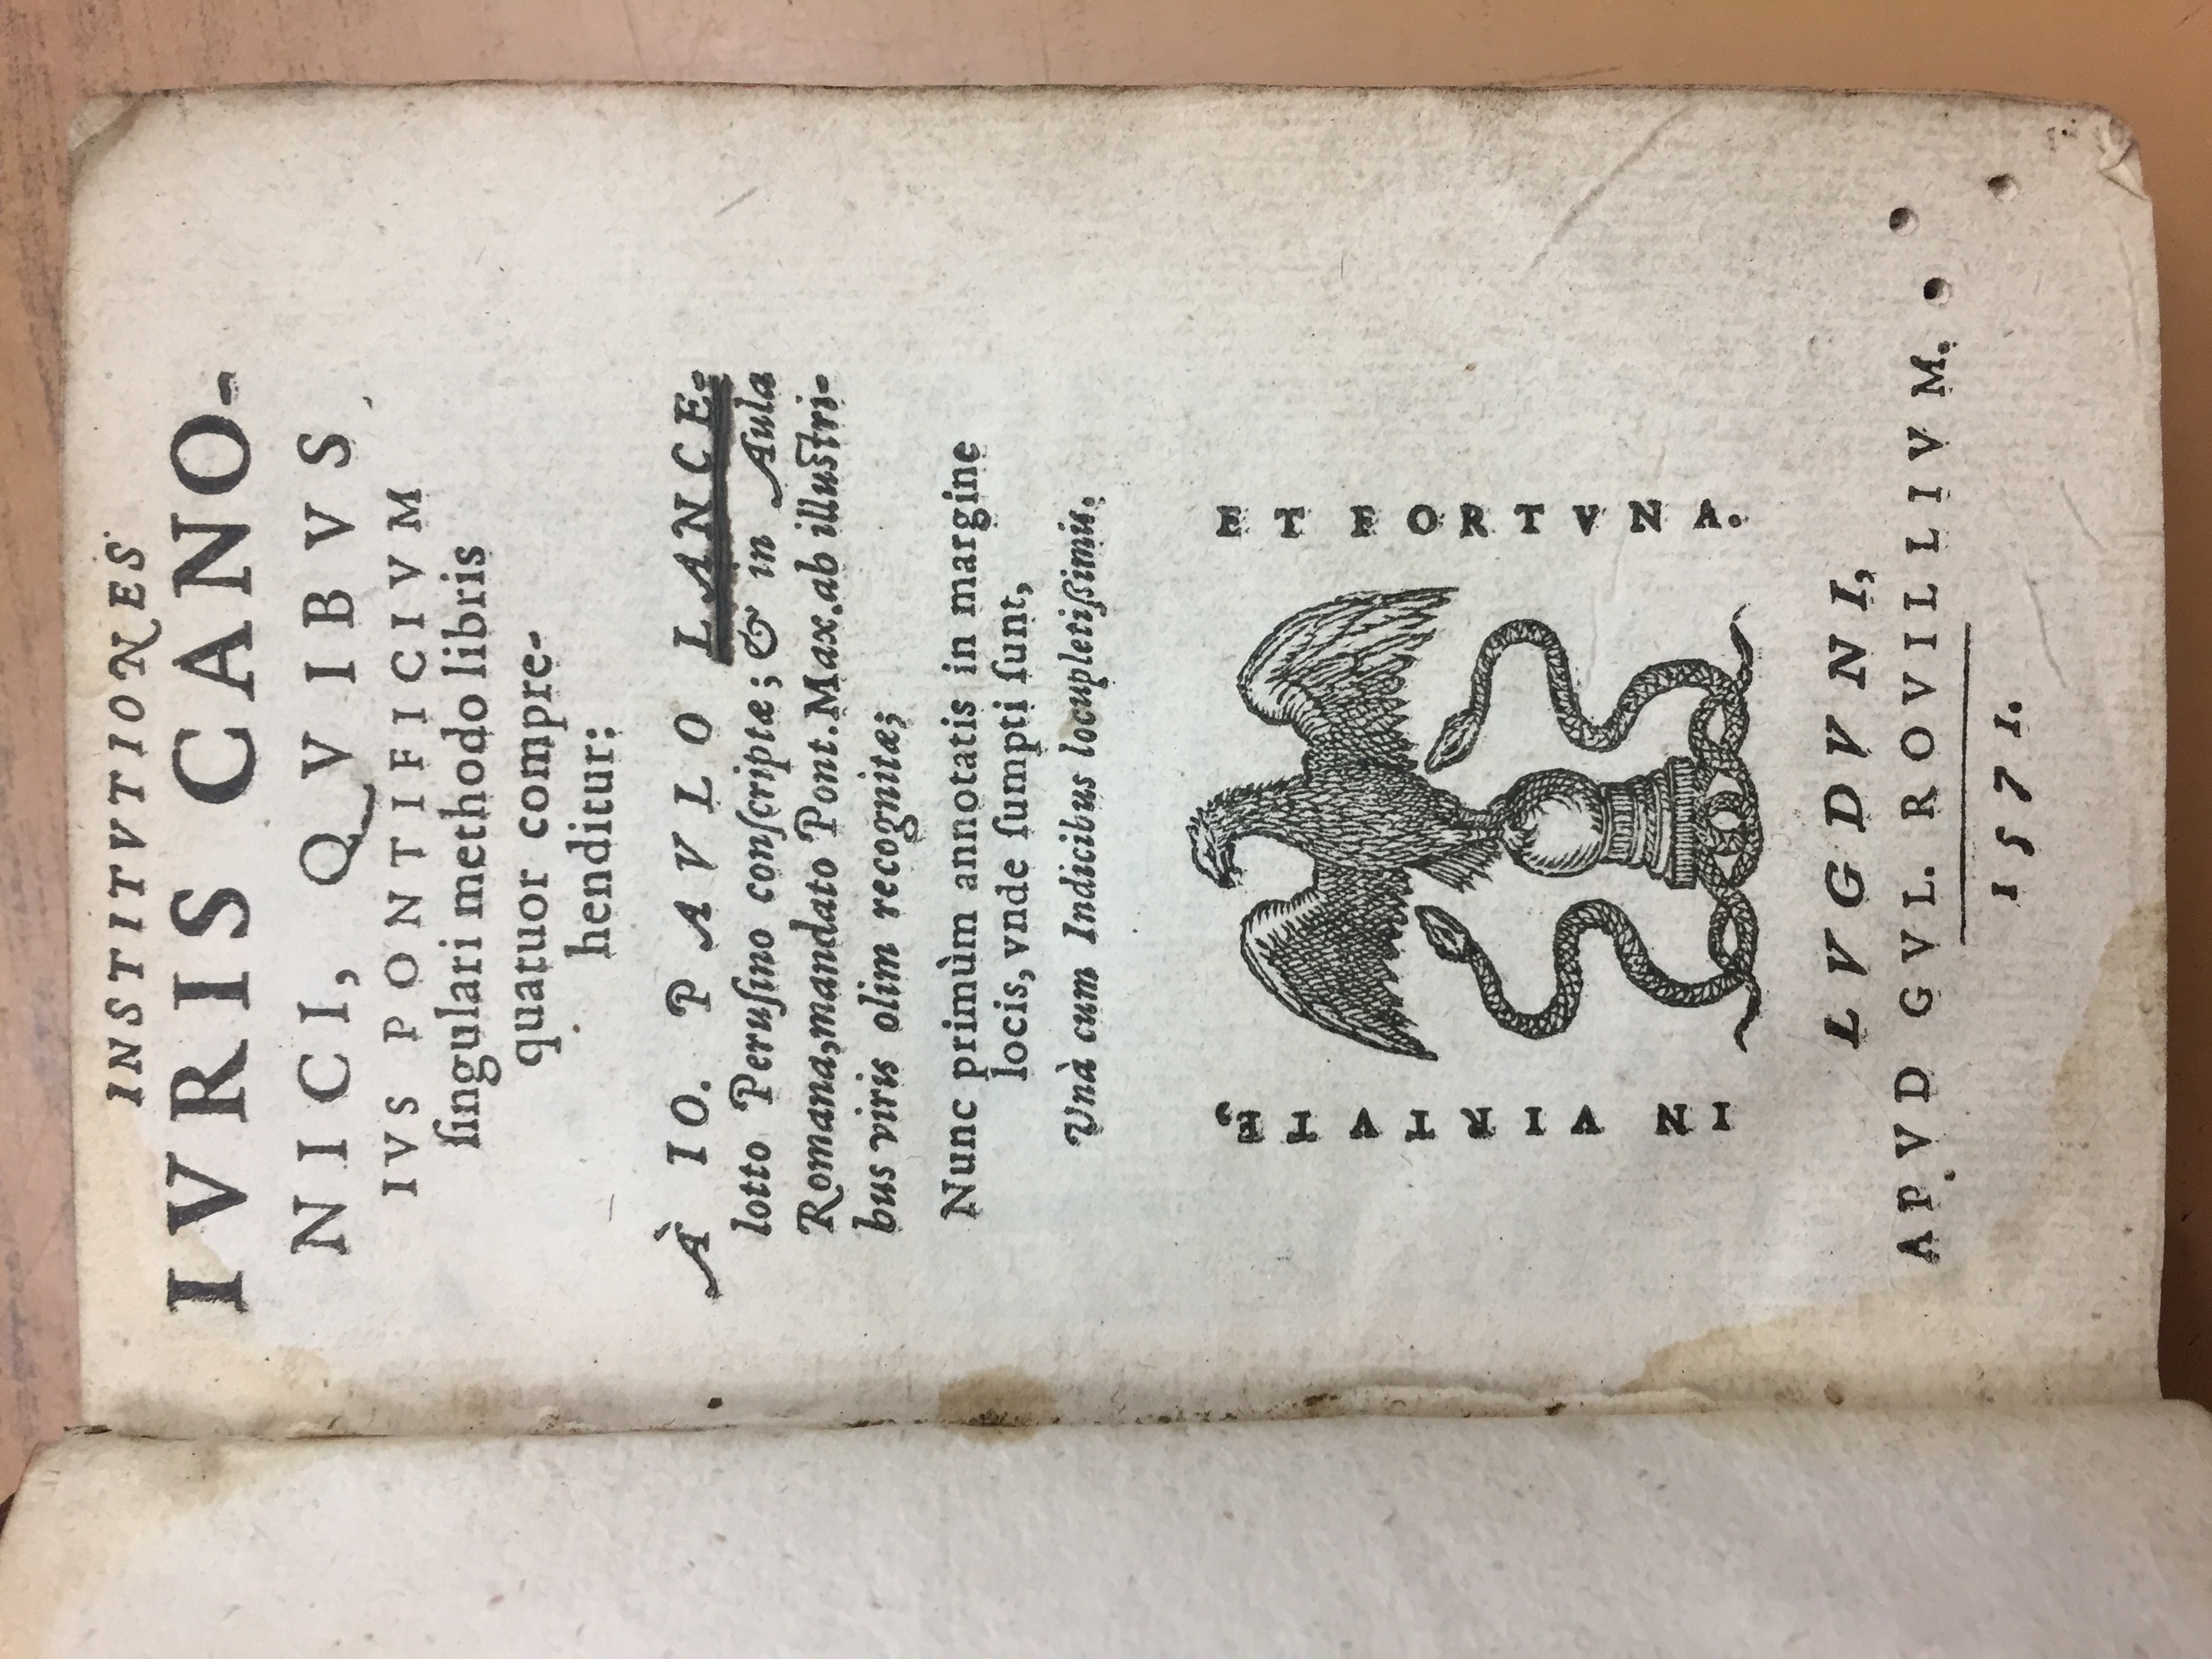 INSTITVTIONES
IVRIS CANO-
NICI, QVIBVS
IVS PONTIFICIVM
ſingulari methodo libris
quatuor compre-
henditur:
À IO. PAVLO LANCE-
lotto Peruſino conſcriptæ; & in Aula
Romana, mandato Pont. Max. ab illustri-
bus viris olim recognitæ;
Nunc primùm annotatis in margine
locis, vnde ſumpti ſunt,
Vnà cum Indicibus locupletiſsimis.
IN VIRTVTE,
ET FORTVNA.
LVGDVNI,
APVD GVL. ROVILLIVM.
1571.